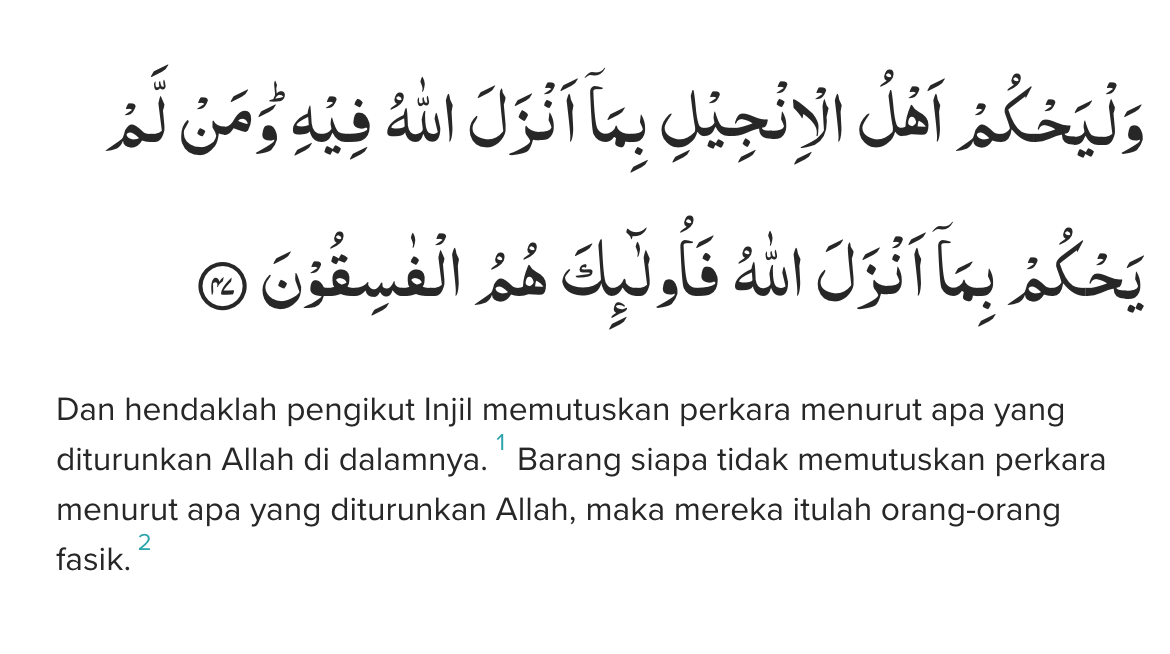 وَلْيَحْكُمْ اَهْلُ الْاِنْجِيْلِ بِمَآ اَنْزَلَ اللّٰهُ فِيْهِۗ وَمَنْ لَّمْ
يَحْكُمْ بِمَآ اَنْزَلَ اللّٰهُ فَاُولٰۤىِٕكَ هُمُ الْفٰسِقُوْنَ ۝٤٧
Dan hendaklah pengikut Injil memutuskan perkara menurut apa yang
diturunkan Allah di dalamnya. 1 Barang siapa tidak memutuskan perkara
menurut apa yang diturunkan Allah, maka mereka itulah orang-orang
fasik. 2